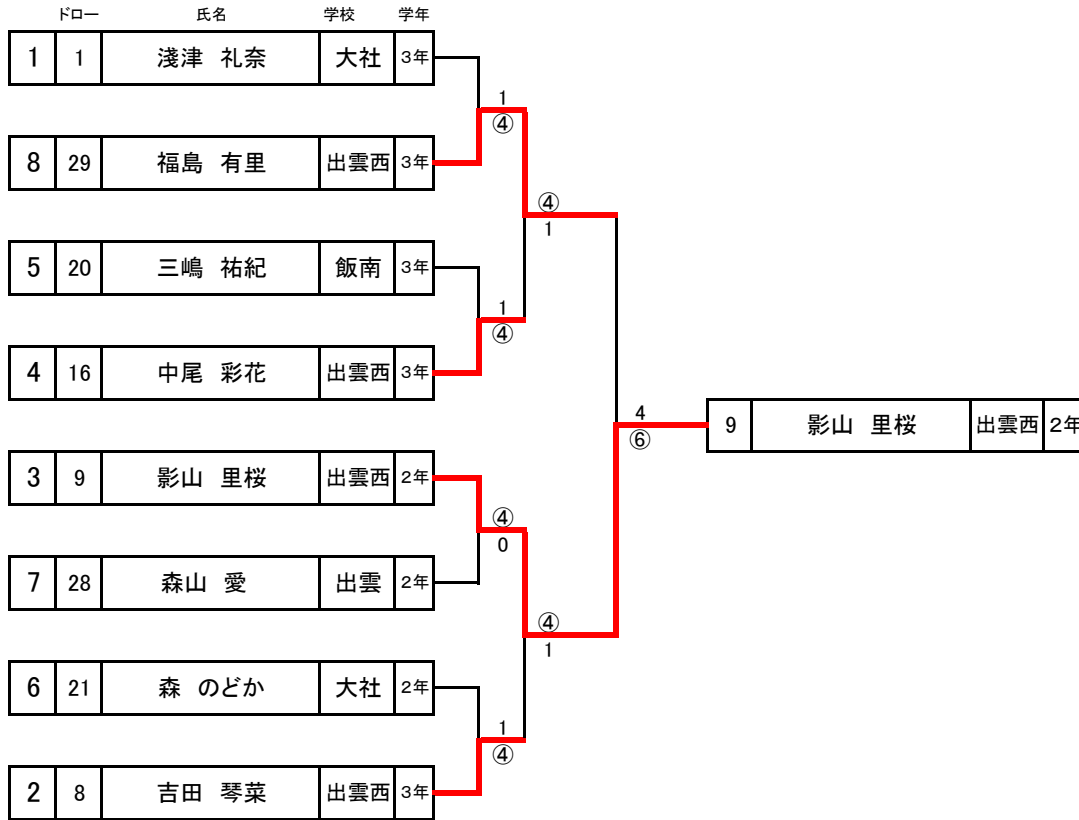 ドロー 氏名 学校 学年
1 1 淺津 礼奈 大社 3年
1
④
8 29 福島 有里 出雲西 3年
④
1
5 20 三嶋 祐紀 飯南 3年
1
④
4 16 中尾 彩花 出雲西 3年
4
⑥
9 影山 里桜 出雲西 2年
3 9 影山 里桜 出雲西 2年
④
0
7 28 森山 愛 出雲 2年
④
1
6 21 森 のどか 大社 2年
1
④
2 8 吉田 琴菜 出雲西 3年